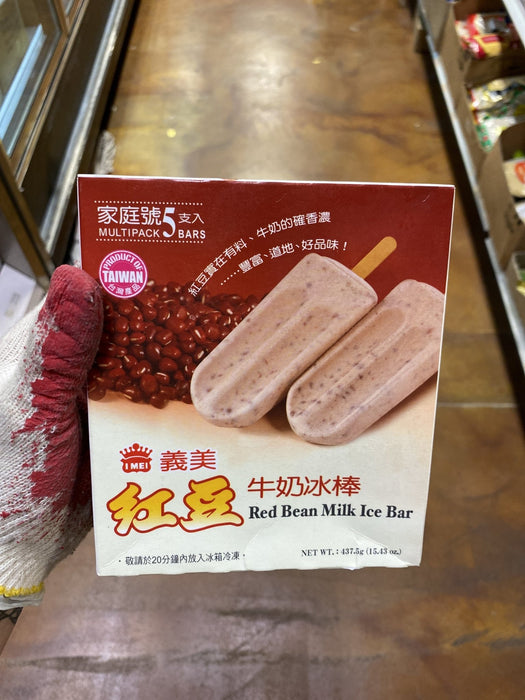 家庭號5支入
MULTIPACK BARS
紅豆實在有料、牛奶的確香濃
……豐富、道地、好品味！
PRODUCT OF
TAIWAN
台灣產品
I MEI
義美
紅豆
牛奶冰棒
Red Bean Milk Ice Bar
・敬請於20分鐘內放入冰箱冷凍・
NET WT.: 437.5g (15.43 oz.)